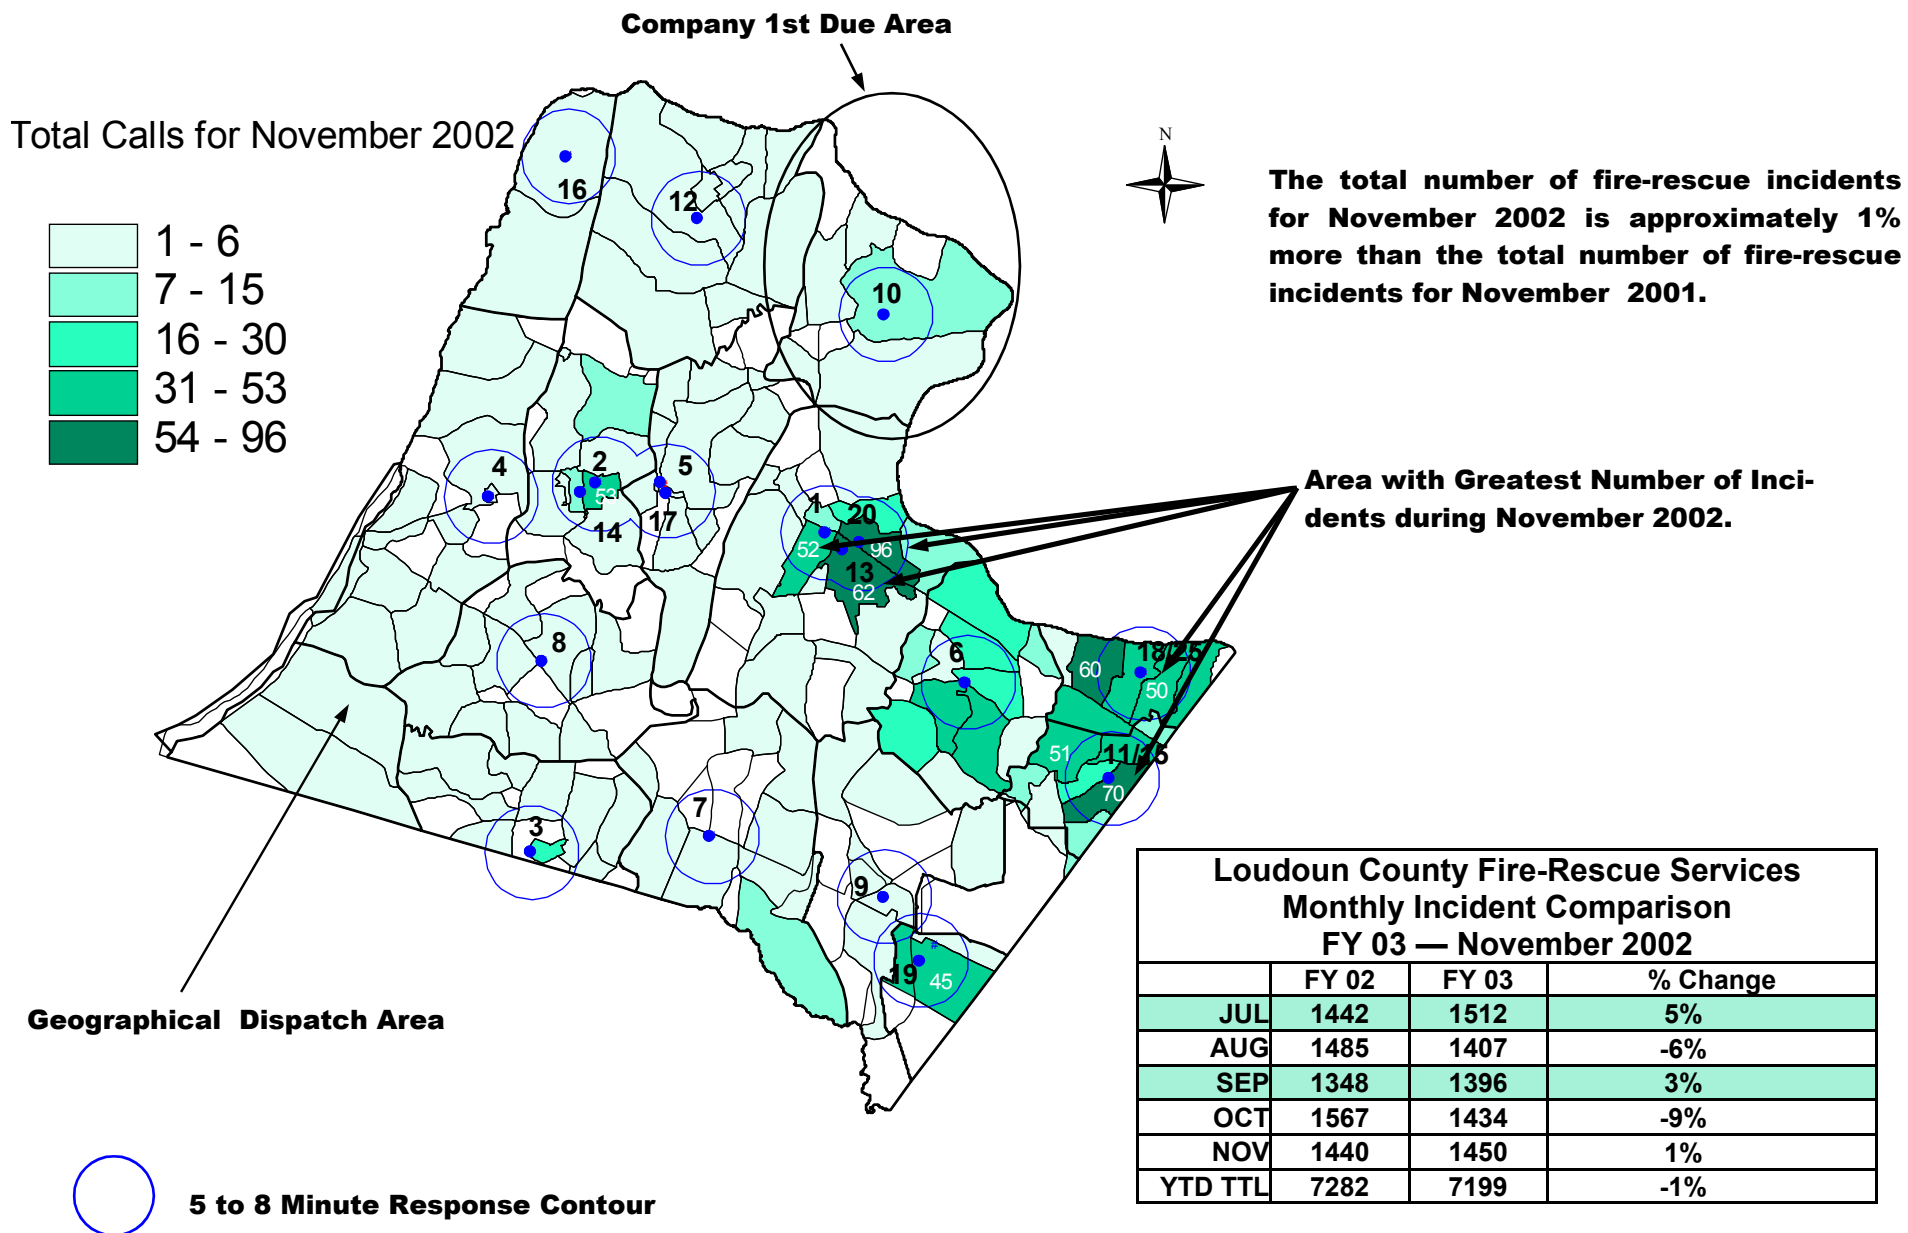 Company 1st Due Area
Total Calls for November 2002
1 - 6
7 - 15
16 - 30
31 - 53
54 - 96
N
The total number of fire-rescue incidents
for November 2002 is approximately 1%
more than the total number of fire-rescue
incidents for November 2001.
16
12
10
4
2
53
5
14
17
1
20
52
96
13
62
Area with Greatest Number of Inci-
dents during November 2002.
8
6
60
18/25
50
51
11/15
70
3
7
9
19
#
45
Geographical Dispatch Area
5 to 8 Minute Response Contour
Loudoun County Fire-Rescue Services
Monthly Incident Comparison
FY 03 — November 2002
FY 02 FY 03 % Change
JUL 1442 1512 5%
AUG 1485 1407 -6%
SEP 1348 1396 3%
OCT 1567 1434 -9%
NOV 1440 1450 1%
YTD TTL 7282 7199 -1%